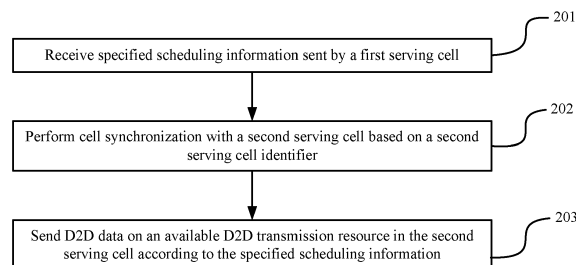 201
Receive specified scheduling information sent by a first serving cell
202
Perform cell synchronization with a second serving cell based on a second
serving cell identifier
203
Send D2D data on an available D2D transmission resource in the second
serving cell according to the specified scheduling information